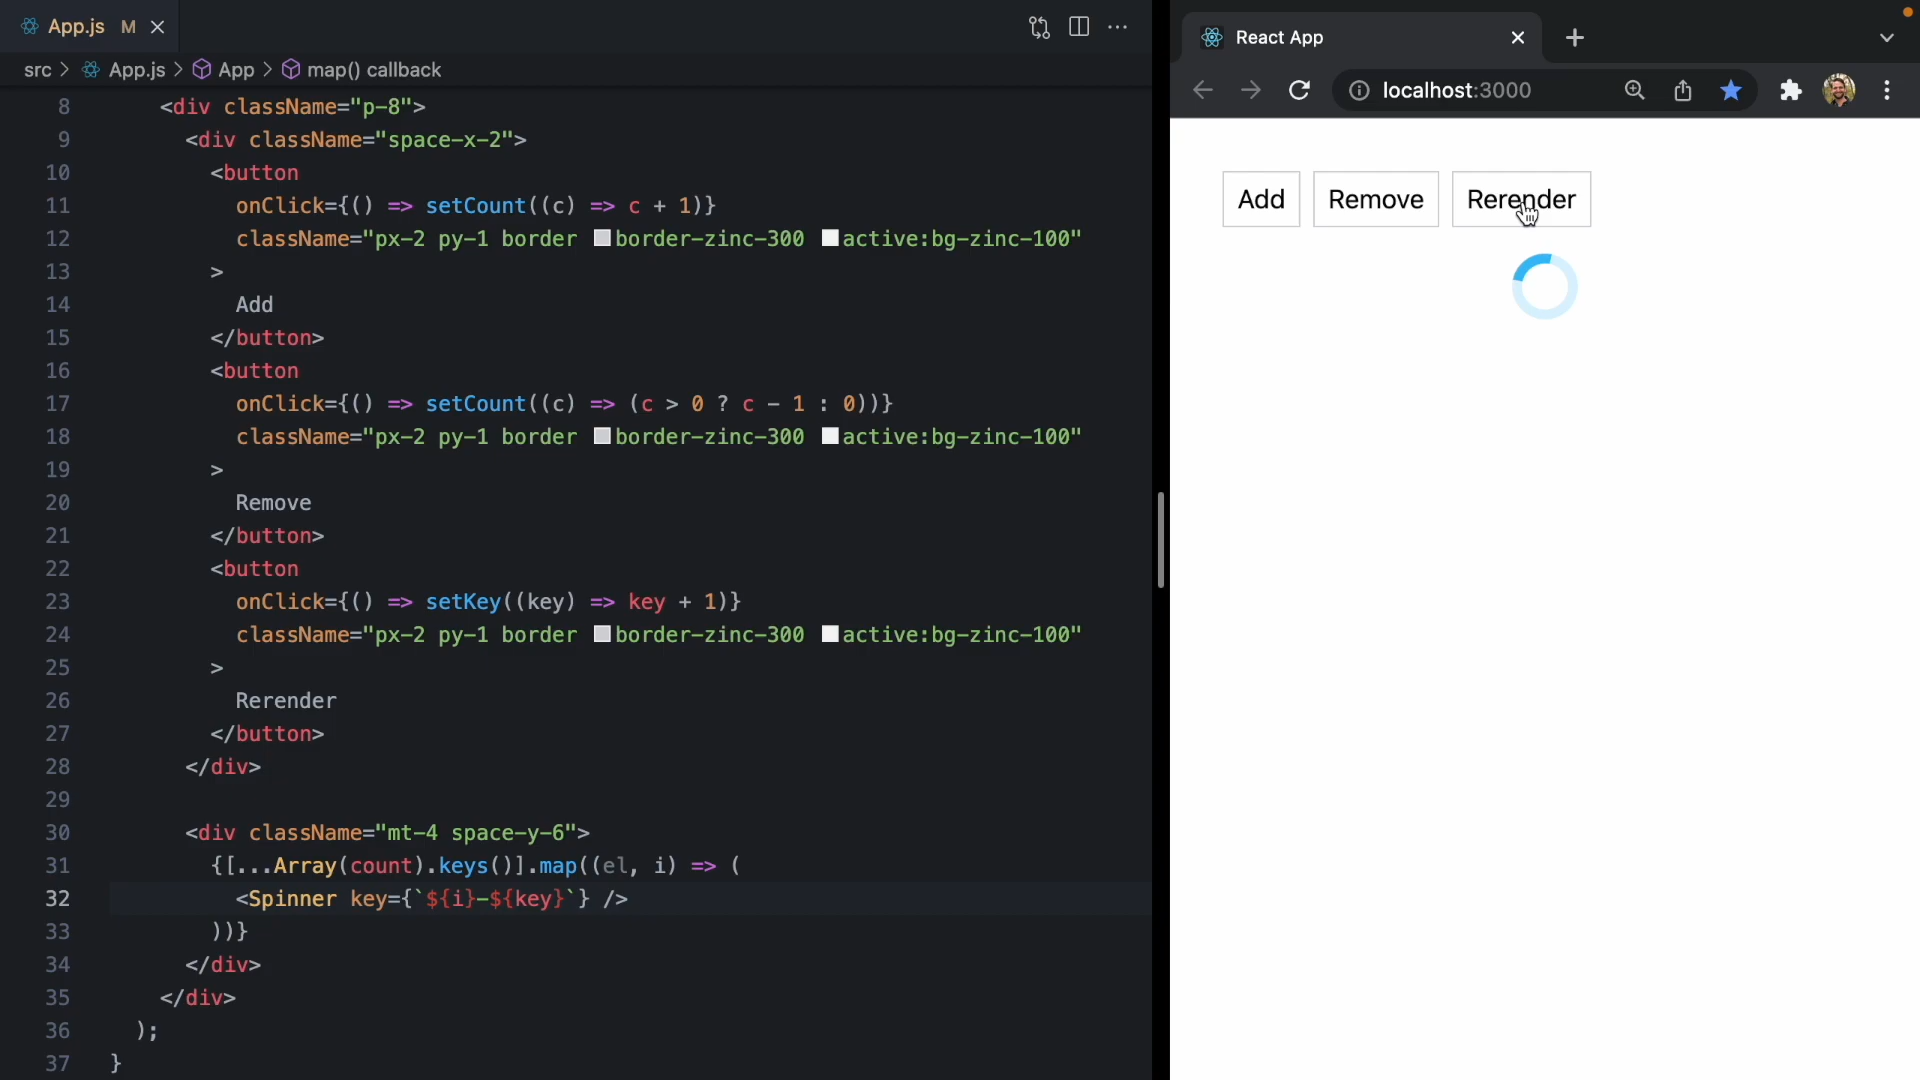 App.js M
src > App.js > App > map() callback
8 <div className="p-8">
9 <div className="space-x-2">
10 <button
11 onClick={() => setCount((c) => c + 1)}
12 className="px-2 py-1 border border-zinc-300 active:bg-zinc-100"
13 >
14 Add
15 </button>
16 <button
17 onClick={() => setCount((c) => (c > 0 ? c - 1 : 0))}
18 className="px-2 py-1 border border-zinc-300 active:bg-zinc-100"
19 >
20 Remove
21 </button>
22 <button
23 onClick={() => setKey((key) => key + 1)}
24 className="px-2 py-1 border border-zinc-300 active:bg-zinc-100"
25 >
26 Rerender
27 </button>
28 </div>
29
30 <div className="mt-4 space-y-6">
31 {[...Array(count).keys()].map((el, i) => (
32 <Spinner key={`${i}-${key}`} />
33 ))}
34 </div>
35 </div>
36 );
37 }
React App
localhost:3000
Add Remove Rerender